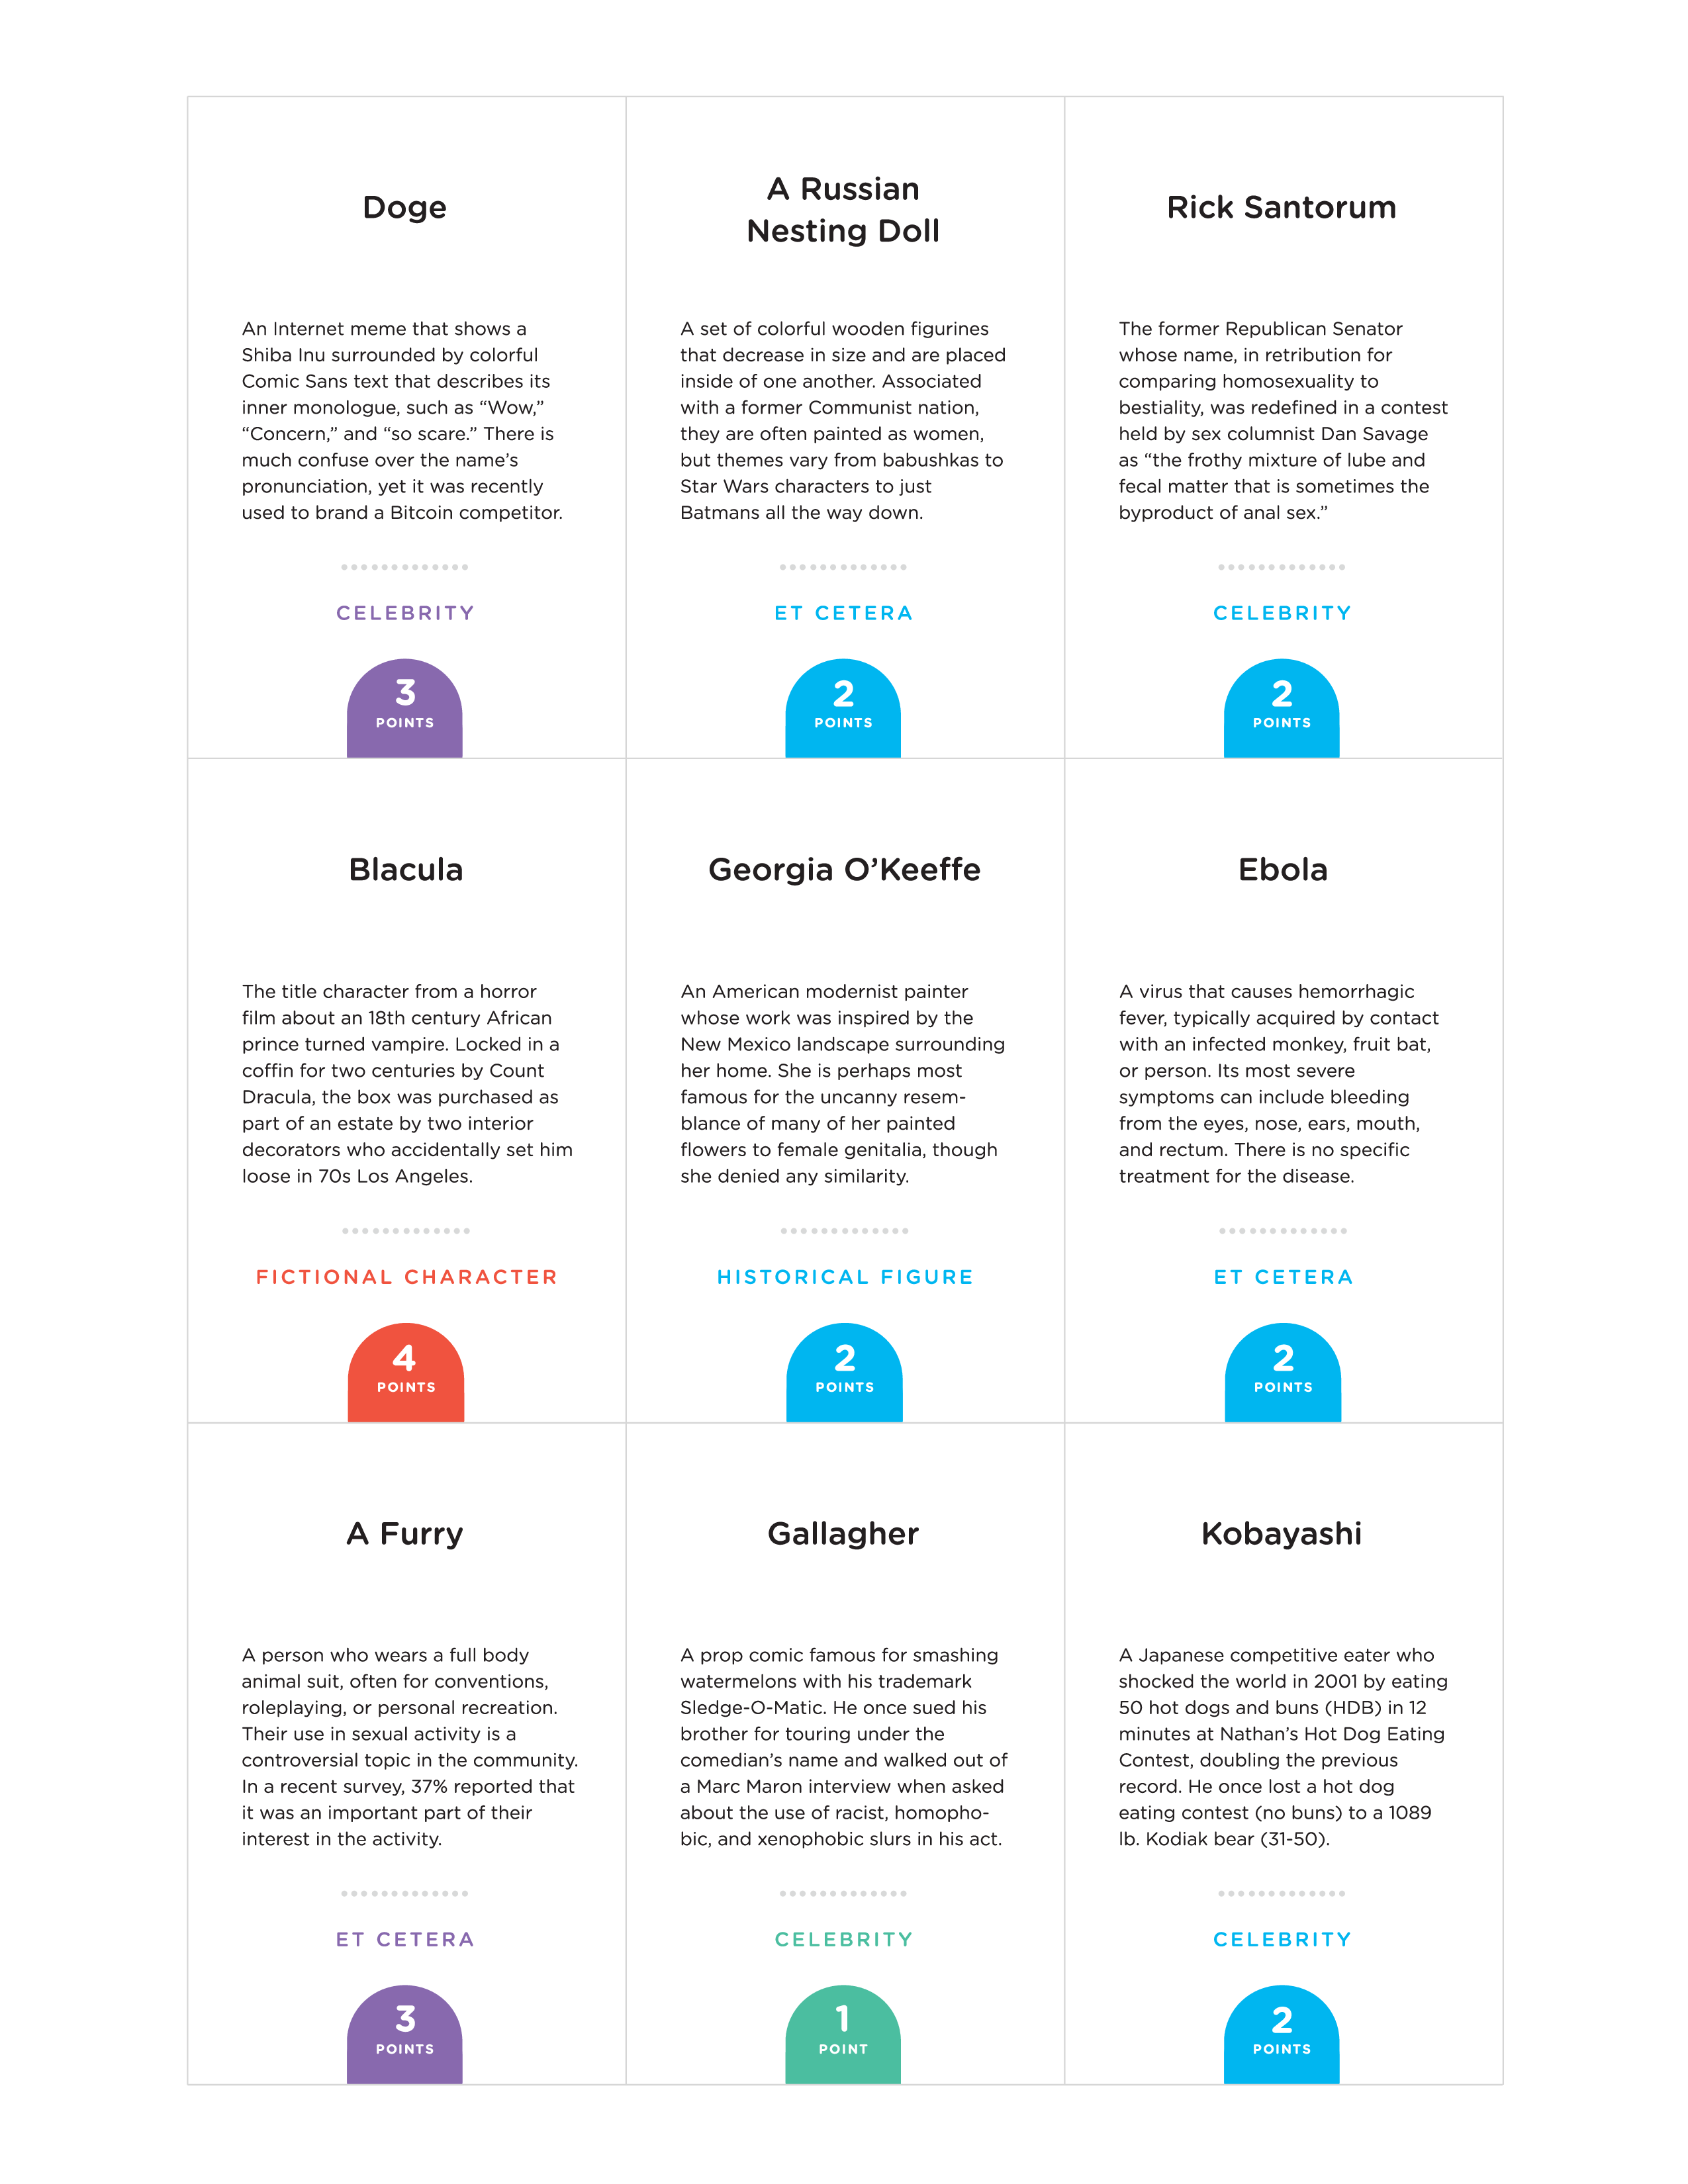 Doge
An Internet meme that shows a
Shiba Inu surrounded by colorful
Comic Sans text that describes its
inner monologue, such as “Wow,”
“Concern,” and “so scare.” There is
much confuse over the name’s
pronunciation, yet it was recently
used to brand a Bitcoin competitor.
CELEBRITY
3
POINTS
A Russian
Nesting Doll
A set of colorful wooden figurines
that decrease in size and are placed
inside of one another. Associated
with a former Communist nation,
they are often painted as women,
but themes vary from babushkas to
Star Wars characters to just
Batmans all the way down.
ET CETERA
2
POINTS
Rick Santorum
The former Republican Senator
whose name, in retribution for
comparing homosexuality to
bestiality, was redefined in a contest
held by sex columnist Dan Savage
as “the frothy mixture of lube and
fecal matter that is sometimes the
byproduct of anal sex.”
CELEBRITY
2
POINTS
Blacula
The title character from a horror
film about an 18th century African
prince turned vampire. Locked in a
coffin for two centuries by Count
Dracula, the box was purchased as
part of an estate by two interior
decorators who accidentally set him
loose in 70s Los Angeles.
FICTIONAL CHARACTER
4
POINTS
Georgia O’Keeffe
An American modernist painter
whose work was inspired by the
New Mexico landscape surrounding
her home. She is perhaps most
famous for the uncanny resem-
blance of many of her painted
flowers to female genitalia, though
she denied any similarity.
HISTORICAL FIGURE
2
POINTS
Ebola
A virus that causes hemorrhagic
fever, typically acquired by contact
with an infected monkey, fruit bat,
or person. Its most severe
symptoms can include bleeding
from the eyes, nose, ears, mouth,
and rectum. There is no specific
treatment for the disease.
ET CETERA
2
POINTS
A Furry
A person who wears a full body
animal suit, often for conventions,
roleplaying, or personal recreation.
Their use in sexual activity is a
controversial topic in the community.
In a recent survey, 37% reported that
it was an important part of their
interest in the activity.
ET CETERA
3
POINTS
Gallagher
A prop comic famous for smashing
watermelons with his trademark
Sledge-O-Matic. He once sued his
brother for touring under the
comedian’s name and walked out of
a Marc Maron interview when asked
about the use of racist, homopho-
bic, and xenophobic slurs in his act.
CELEBRITY
1
POINT
Kobayashi
A Japanese competitive eater who
shocked the world in 2001 by eating
50 hot dogs and buns (HDB) in 12
minutes at Nathan’s Hot Dog Eating
Contest, doubling the previous
record. He once lost a hot dog
eating contest (no buns) to a 1089
lb. Kodiak bear (31-50).
CELEBRITY
2
POINTS